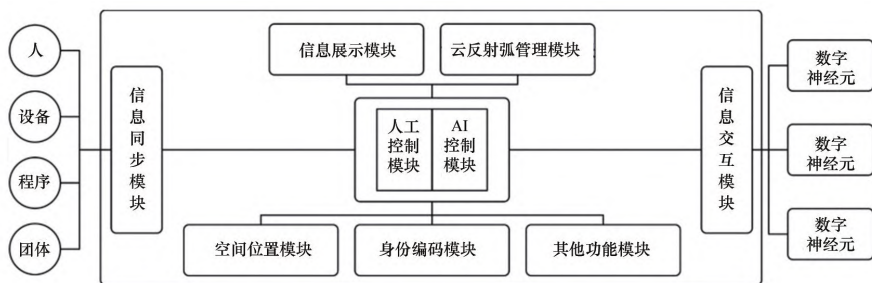 人
设备
程序
团体
信
息
同
步
模
块
信息展示模块
云反射弧管理模块
人工
控制
模块
AI
控制
模块
空间位置模块
身份编码模块
其他功能模块
信
息
交
互
模
块
数字
神经元
数字
神经元
数字
神经元